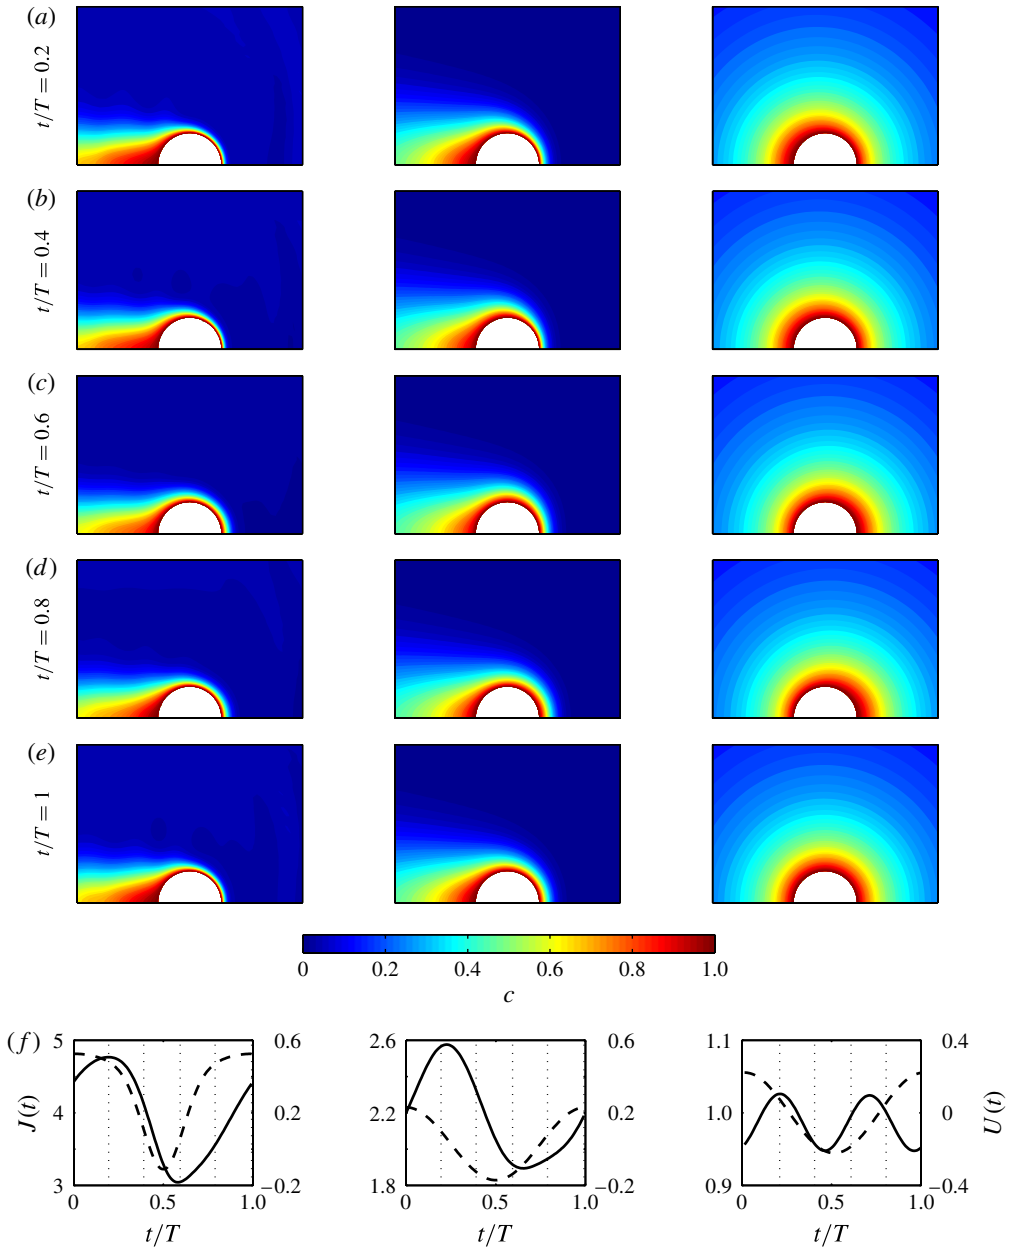 (a)
t/T = 0.2
(b)
t/T = 0.4
(c)
t/T = 0.6
(d)
t/T = 0.8
(e)
t/T = 1
0 0.2 0.4 0.6 0.8 1.0
c
(f)
5 4 3
J(t)
0.6 0.2 −0.2
0 0.5 1.0
t/T
2.6 2.2 1.8
0.6 0.2 −0.2
0 0.5 1.0
t/T
1.1 1.0 0.9
0.4 0 −0.4
U(t)
0 0.5 1.0
t/T